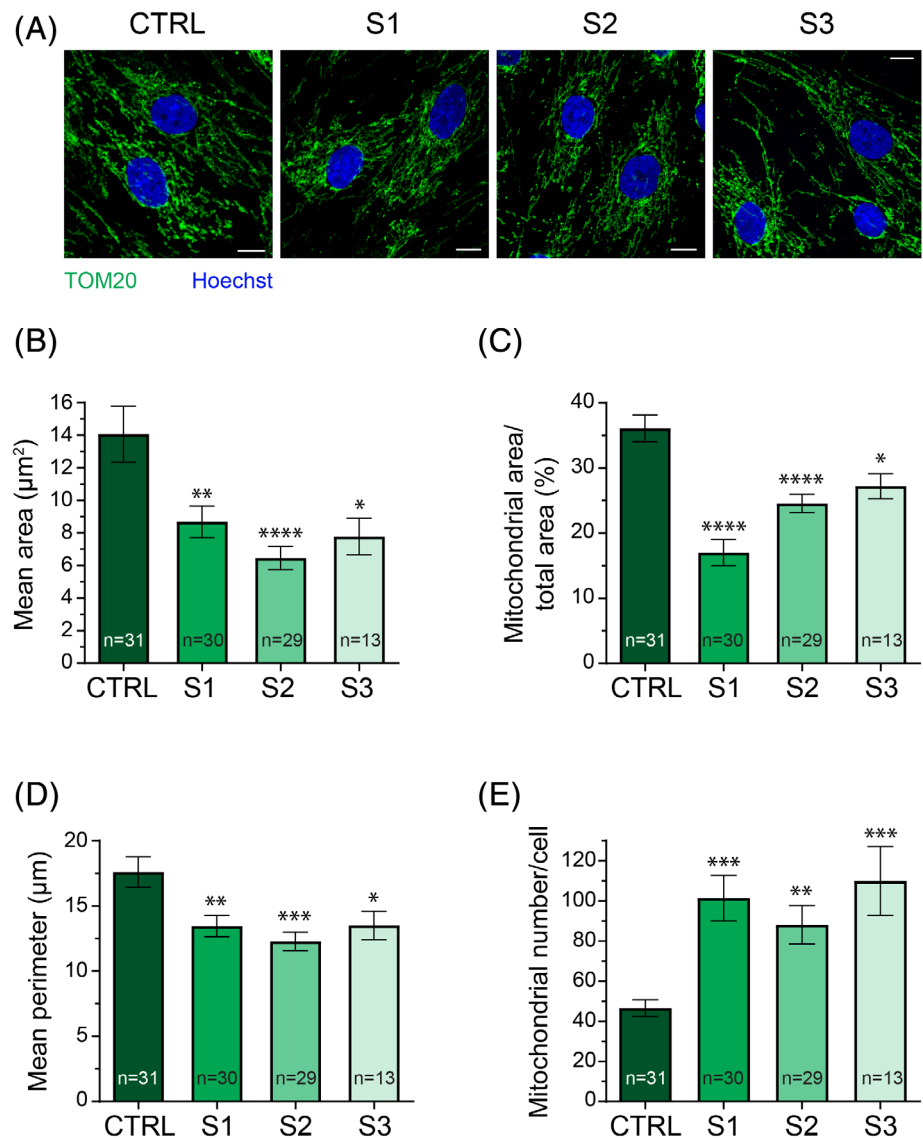 (A) CTRL S1 S2 S3
TOM20 Hoechst
(B)
Mean area (µm²)
16
14
12
10
8
6
4
2
0
** **** *
n=31 n=30 n=29 n=13
CTRL S1 S2 S3
(C)
Mitochondrial area/
total area (%)
40
30
20
10
0
**** **** *
n=31 n=30 n=29 n=13
CTRL S1 S2 S3
(D)
Mean perimeter (µm)
20
15
10
5
0
** *** *
n=31 n=30 n=29 n=13
CTRL S1 S2 S3
(E)
Mitochondrial number/cell
120
100
80
60
40
20
0
*** ** ***
n=31 n=30 n=29 n=13
CTRL S1 S2 S3